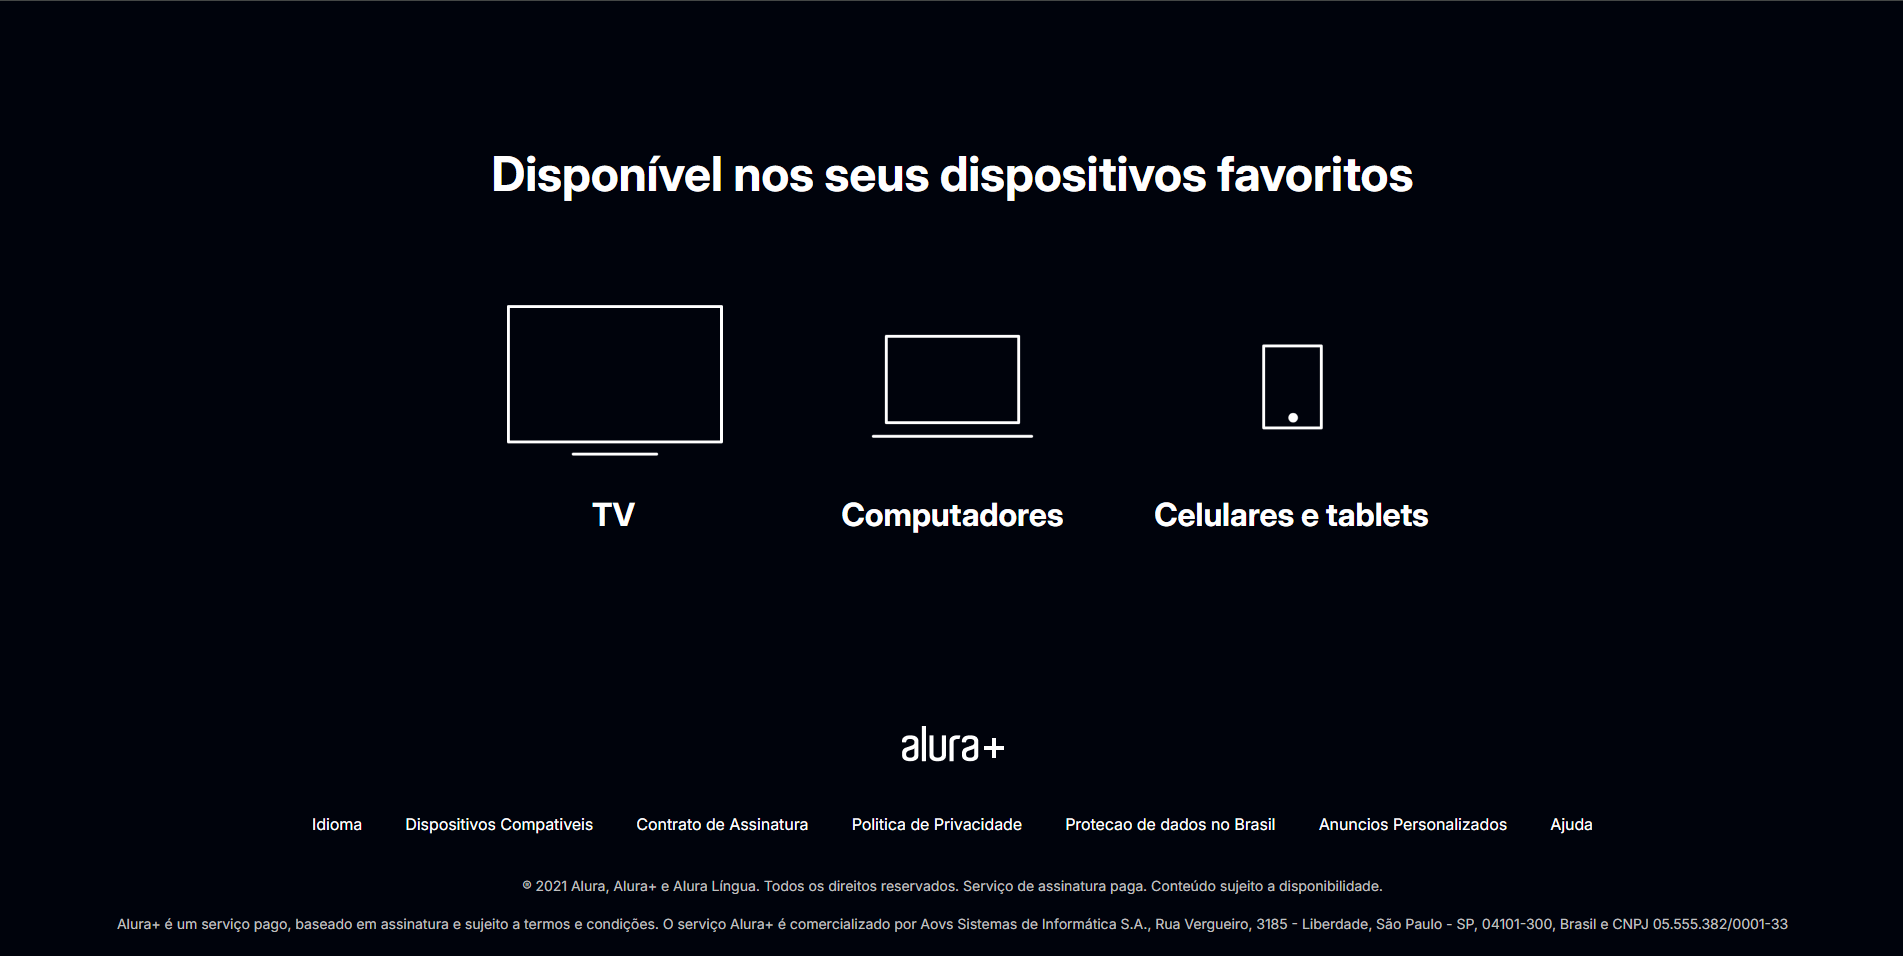 Disponível nos seus dispositivos favoritos
TV
Computadores
Celulares e tablets
alura+
Idioma Dispositivos Compativeis Contrato de Assinatura Politica de Privacidade Protecao de dados no Brasil Anuncios Personalizados Ajuda
® 2021 Alura, Alura+ e Alura Língua. Todos os direitos reservados. Serviço de assinatura paga. Conteúdo sujeito a disponibilidade.
Alura+ é um serviço pago, baseado em assinatura e sujeito a termos e condições. O serviço Alura+ é comercializado por Aovs Sistemas de Informática S.A., Rua Vergueiro, 3185 - Liberdade, São Paulo - SP, 04101-300, Brasil e CNPJ 05.555.382/0001-33